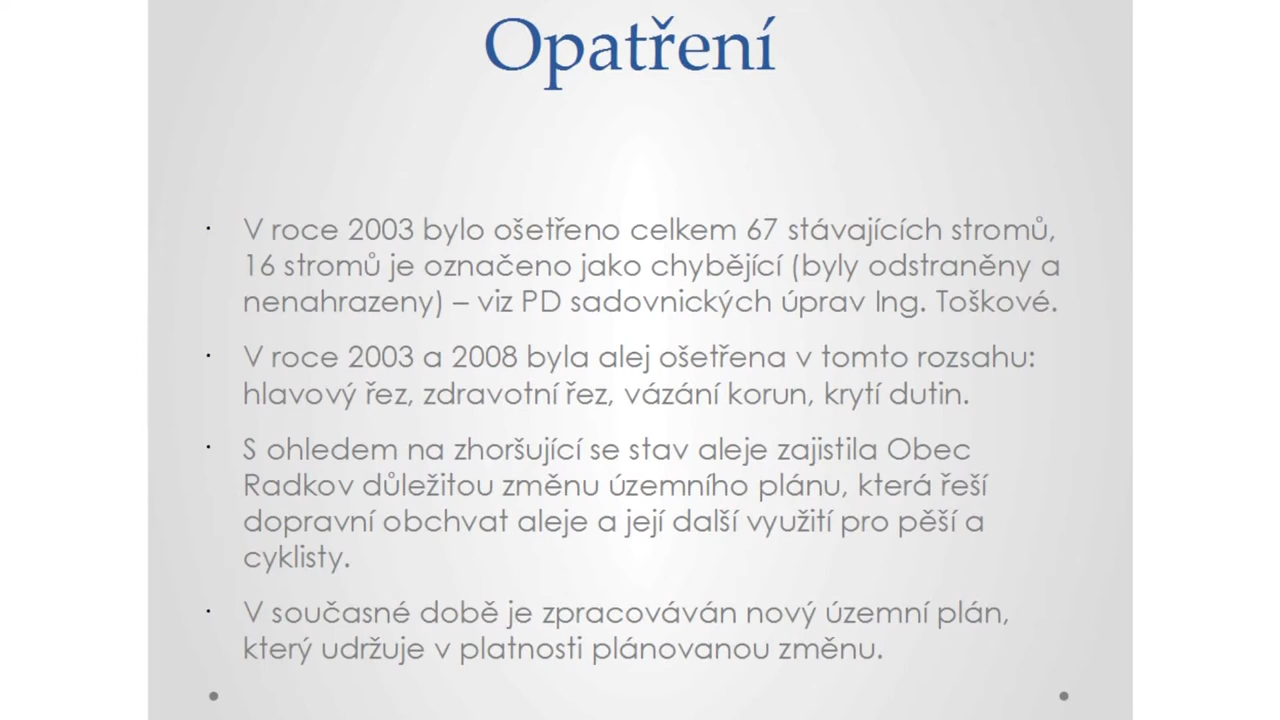 Opatření
· V roce 2003 bylo ošetřeno celkem 67 stávajících stromů,
16 stromů je označeno jako chybějící (byly odstraněny a
nenahrazeny) – viz PD sadovnických úprav Ing. Toškové.
· V roce 2003 a 2008 byla alej ošetřena v tomto rozsahu:
hlavový řez, zdravotní řez, vázání korun, krytí dutin.
· S ohledem na zhoršující se stav aleje zajistila Obec
Radkov důležitou změnu územního plánu, která řeší
dopravní obchvat aleje a její další využití pro pěší a
cyklisty.
· V současné době je zpracováván nový územní plán,
který udržuje v platnosti plánovanou změnu.